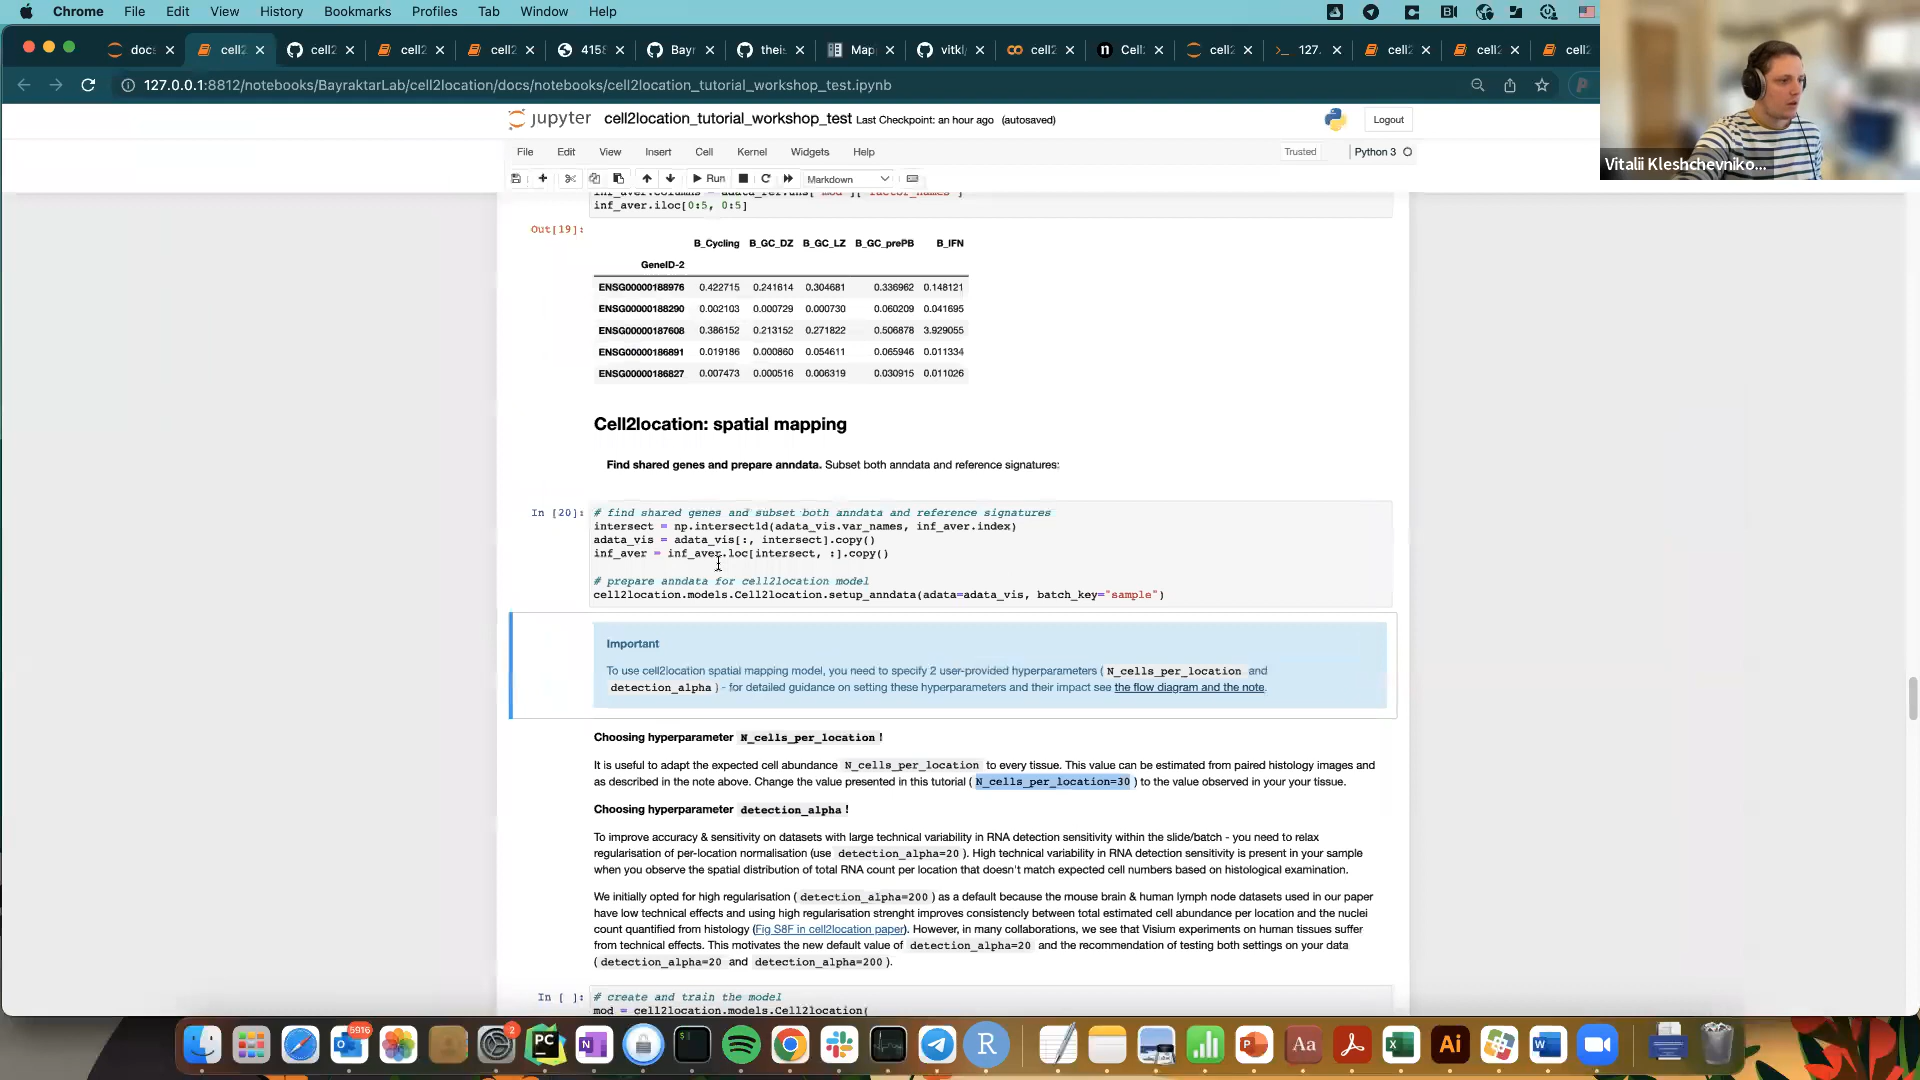 Chrome File Edit View History Bookmarks Profiles Tab Window Help
doc: cell2 cell2 cell2 cell2 4158 Bayr theis Map vitkl cell2 Cell: cell2 127. cell2 cell2 cell2
127.0.0.1:8812/notebooks/BayraktarLab/cell2location/docs/notebooks/cell2location_tutorial_workshop_test.ipynb
jupyter cell2location_tutorial_workshop_test Last Checkpoint: an hour ago (autosaved) Logout
Vitalii Kleshchevniko...
File Edit View Insert Cell Kernel Widgets Help Trusted Python 3
Run Markdown
inf_aver.iloc[0:5, 0:5]
Out[19]:
B_Cycling B_GC_DZ B_GC_LZ B_GC_prePB B_IFN
GeneID-2
ENSG00000188976 0.422715 0.241614 0.304681 0.336962 0.148121
ENSG00000188290 0.002103 0.000729 0.000730 0.060209 0.041695
ENSG00000187608 0.386152 0.213152 0.271822 0.506878 3.929055
ENSG00000186891 0.019186 0.000860 0.054611 0.065946 0.011334
ENSG00000186827 0.007473 0.000516 0.006319 0.030915 0.011026
Cell2location: spatial mapping
Find shared genes and prepare anndata. Subset both anndata and reference signatures:
In [20]: # find shared genes and subset both anndata and reference signatures
intersect = np.intersect1d(adata_vis.var_names, inf_aver.index)
adata_vis = adata_vis[:, intersect].copy()
inf_aver = inf_aver.loc[intersect, :].copy()
# prepare anndata for cell2location model
cell2location.models.Cell2location.setup_anndata(adata=adata_vis, batch_key="sample")
Important
To use cell2location spatial mapping model, you need to specify 2 user-provided hyperparameters ( N_cells_per_location and
detection_alpha ) - for detailed guidance on setting these hyperparameters and their impact see the flow diagram and the note.
Choosing hyperparameter N_cells_per_location !
It is useful to adapt the expected cell abundance N_cells_per_location to every tissue. This value can be estimated from paired histology images and
as described in the note above. Change the value presented in this tutorial ( N_cells_per_location=30 ) to the value observed in your your tissue.
Choosing hyperparameter detection_alpha !
To improve accuracy & sensitivity on datasets with large technical variability in RNA detection sensitivity within the slide/batch - you need to relax
regularisation of per-location normalisation (use detection_alpha=20 ). High technical variability in RNA detection sensitivity is present in your sample
when you observe the spatial distribution of total RNA count per location that doesn't match expected cell numbers based on histological examination.
We initially opted for high regularisation ( detection_alpha=200 ) as a default because the mouse brain & human lymph node datasets used in our paper
have low technical effects and using high regularisation strenght improves consistencly between total estimated cell abundance per location and the nuclei
count quantified from histology (Fig S8F in cell2location paper). However, in many collaborations, we see that Visium experiments on human tissues suffer
from technical effects. This motivates the new default value of detection_alpha=20 and the recommendation of testing both settings on your data
( detection_alpha=20 and detection_alpha=200 ).
In [ ]: # create and train the model
mod = cell2location.models.Cell2location(
5916 2